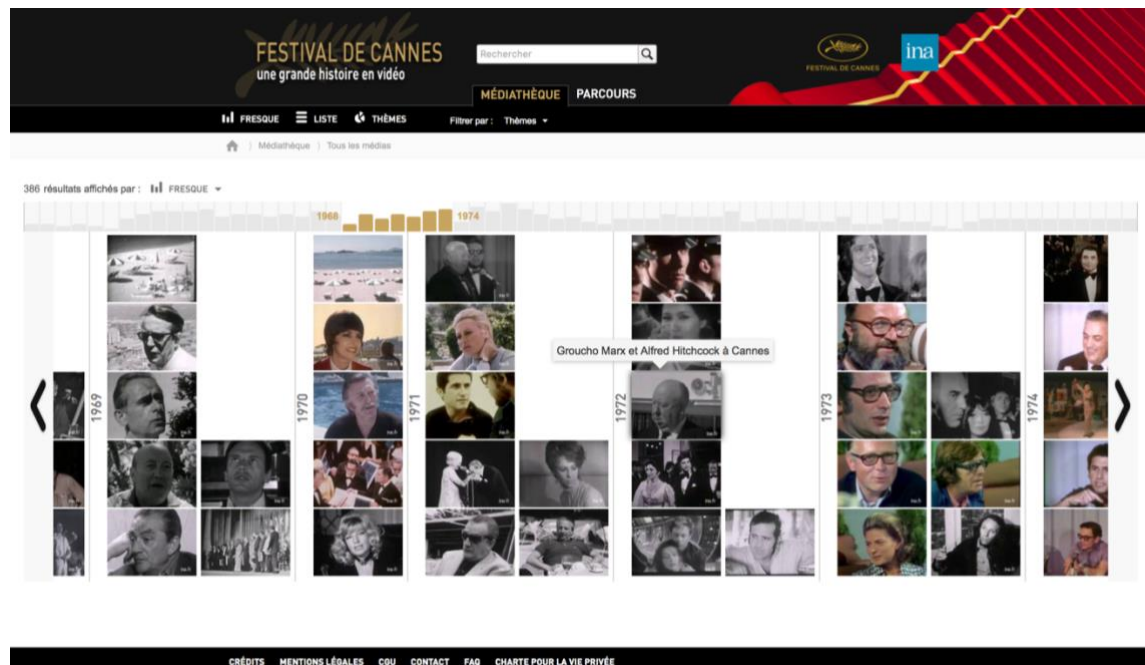 FESTIVAL DE CANNES
une grande histoire en vidéo
Rechercher
FESTIVAL DE CANNES
ina
MÉDIATHÈQUE PARCOURS
FRESQUE LISTE THÈMES Filtrer par : Thèmes
Médiathèque | Tous les médias
386 résultats affichés par : FRESQUE
1968 1974
Groucho Marx et Alfred Hitchcock à Cannes
1969
1970
1971
1972
1973
1974
CRÉDITS MENTIONS LÉGALES CGU CONTACT FAQ CHARTE POUR LA VIE PRIVÉE